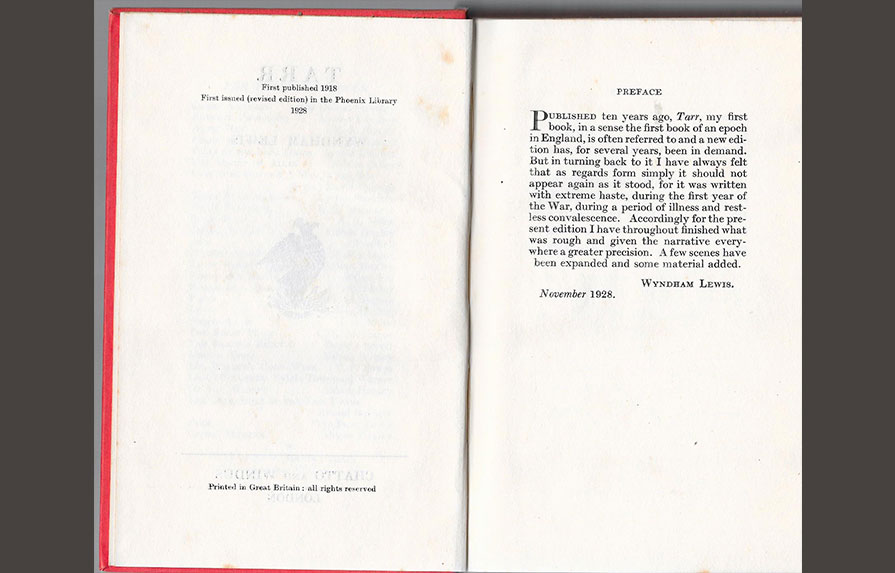 First published 1918
First issued (revised edition) in the Phoenix Library
1928
Printed in Great Britain : all rights reserved
PREFACE
PUBLISHED ten years ago, Tarr, my first
book, in a sense the first book of an epoch
in England, is often referred to and a new edi-
tion has, for several years, been in demand.
But in turning back to it I have always felt
that as regards form simply it should not
appear again as it stood, for it was written
with extreme haste, during the first year of
the War, during a period of illness and rest-
less convalescence. Accordingly for the pre-
sent edition I have throughout finished what
was rough and given the narrative every-
where a greater precision. A few scenes have
been expanded and some material added.
WYNDHAM LEWIS.
November 1928.